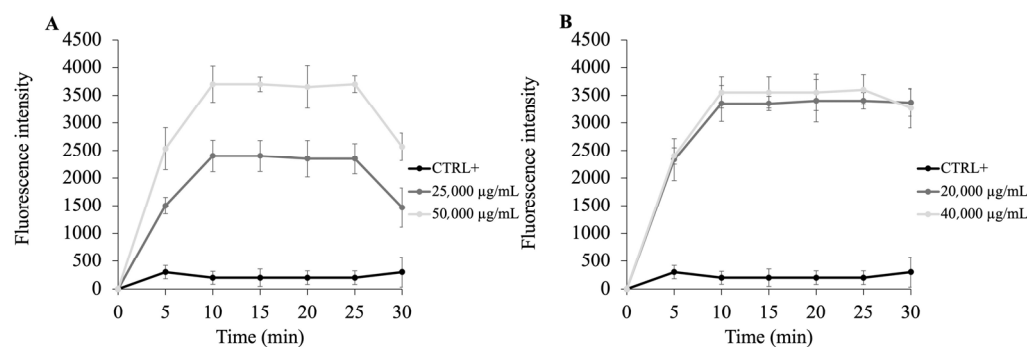 A
Fluorescence intensity
4500
4000
3500
3000
2500
2000
1500
1000
500
0
0 5 10 15 20 25 30
Time (min)
CTRL+
25,000 µg/mL
50,000 µg/mL
B
Fluorescence intensity
4500
4000
3500
3000
2500
2000
1500
1000
500
0
0 5 10 15 20 25 30
Time (min)
CTRL+
20,000 µg/mL
40,000 µg/mL